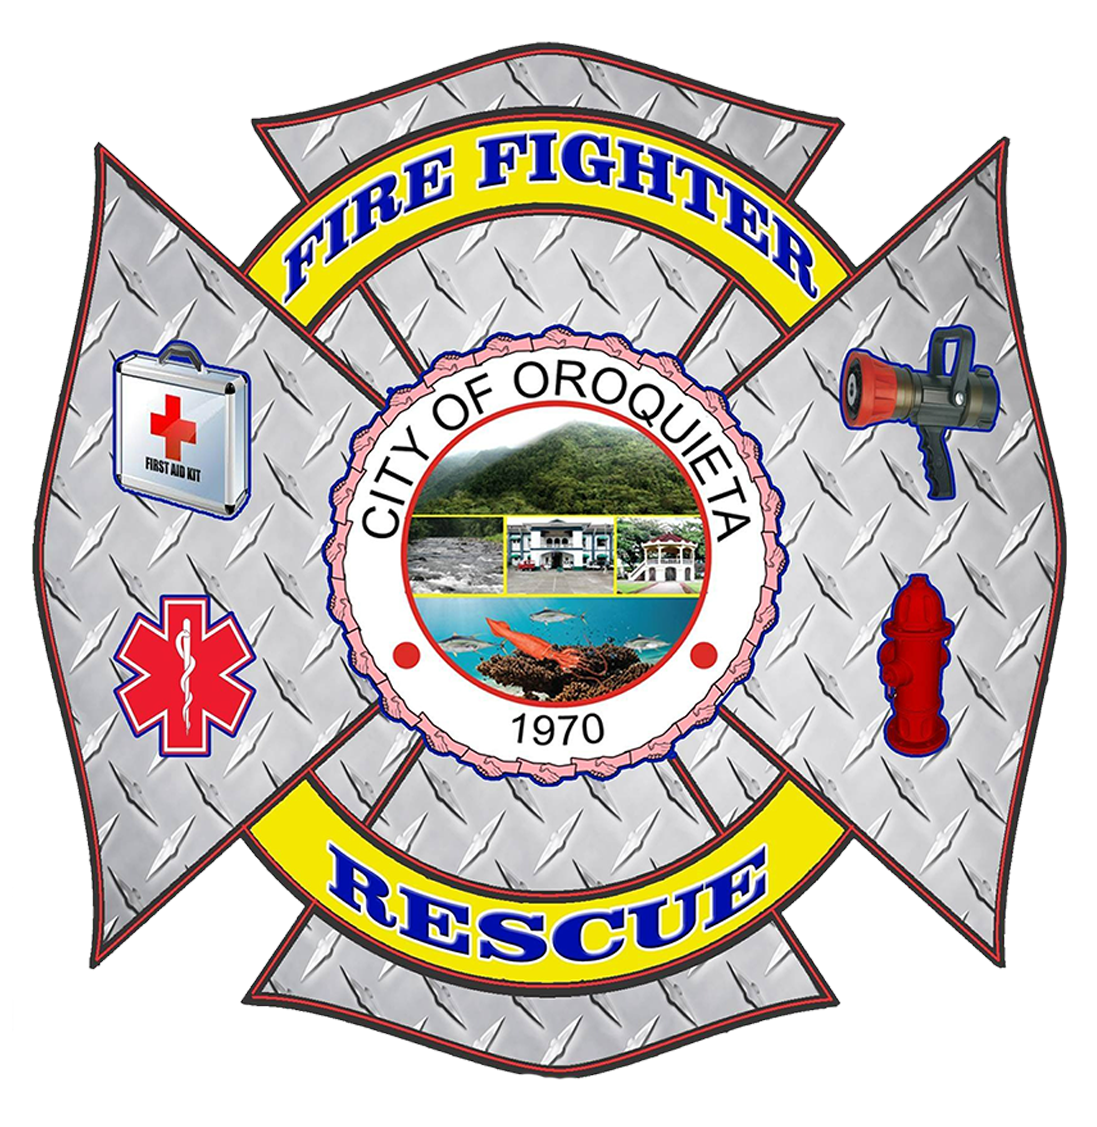 FIRE FIGHTER
CITY OF OROQUIETA
FIRST AID KIT
1970
RESCUE